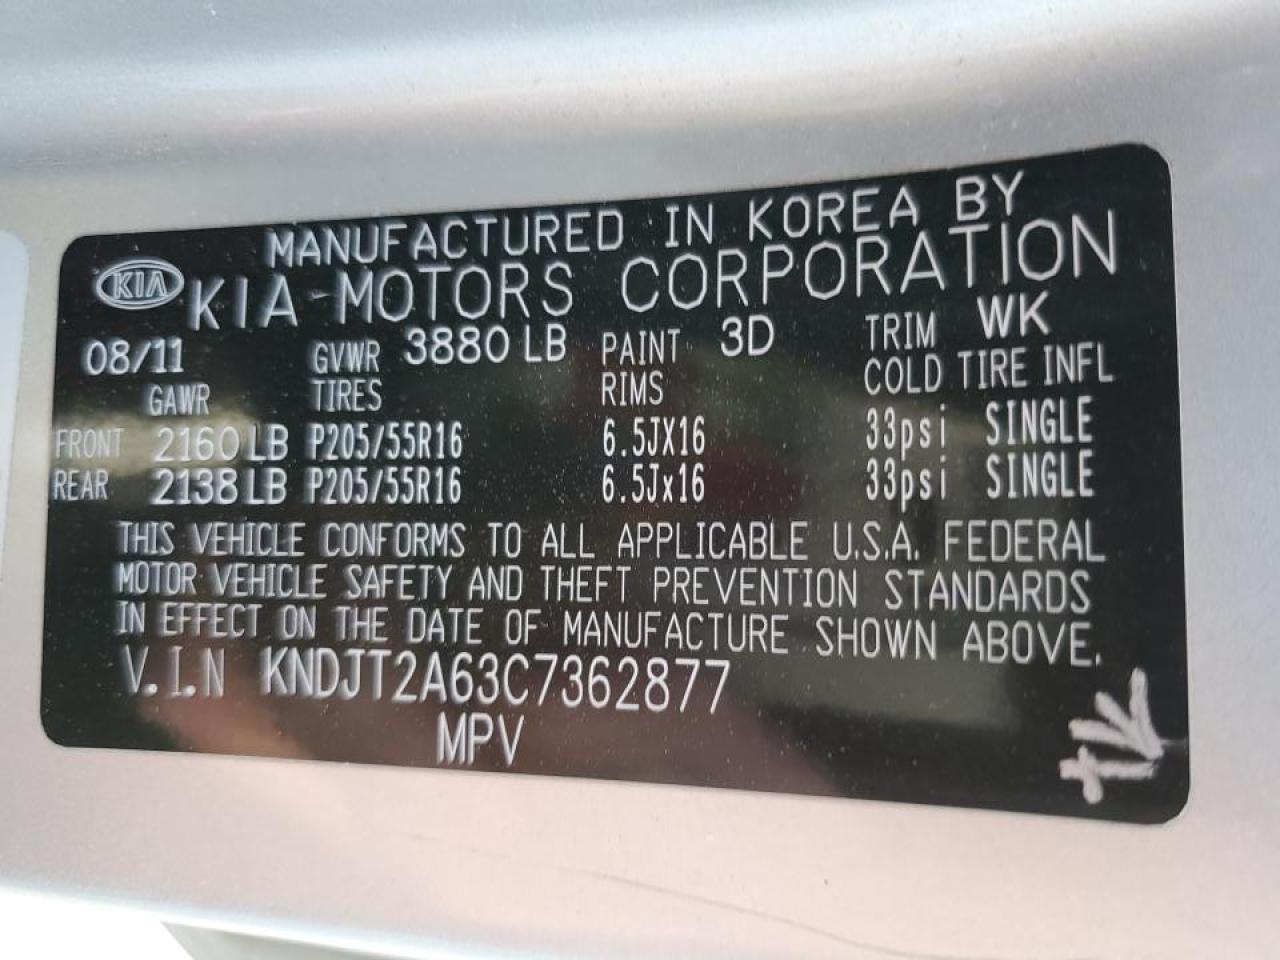 MANUFACTURED IN KOREA BY
KIA KIA MOTORS CORPORATION
08/11 GVWR 3880 LB PAINT 3D TRIM WK
GAWR TIRES RIMS COLD TIRE INFL
FRONT 2160 LB P205/55R16 6.5JX16 33psi SINGLE
REAR 2138 LB P205/55R16 6.5Jx16 33psi SINGLE
THIS VEHICLE CONFORMS TO ALL APPLICABLE U.S.A. FEDERAL
MOTOR VEHICLE SAFETY AND THEFT PREVENTION STANDARDS
IN EFFECT ON THE DATE OF MANUFACTURE SHOWN ABOVE.
V.I.N KNDJT2A63C7362877
MPV